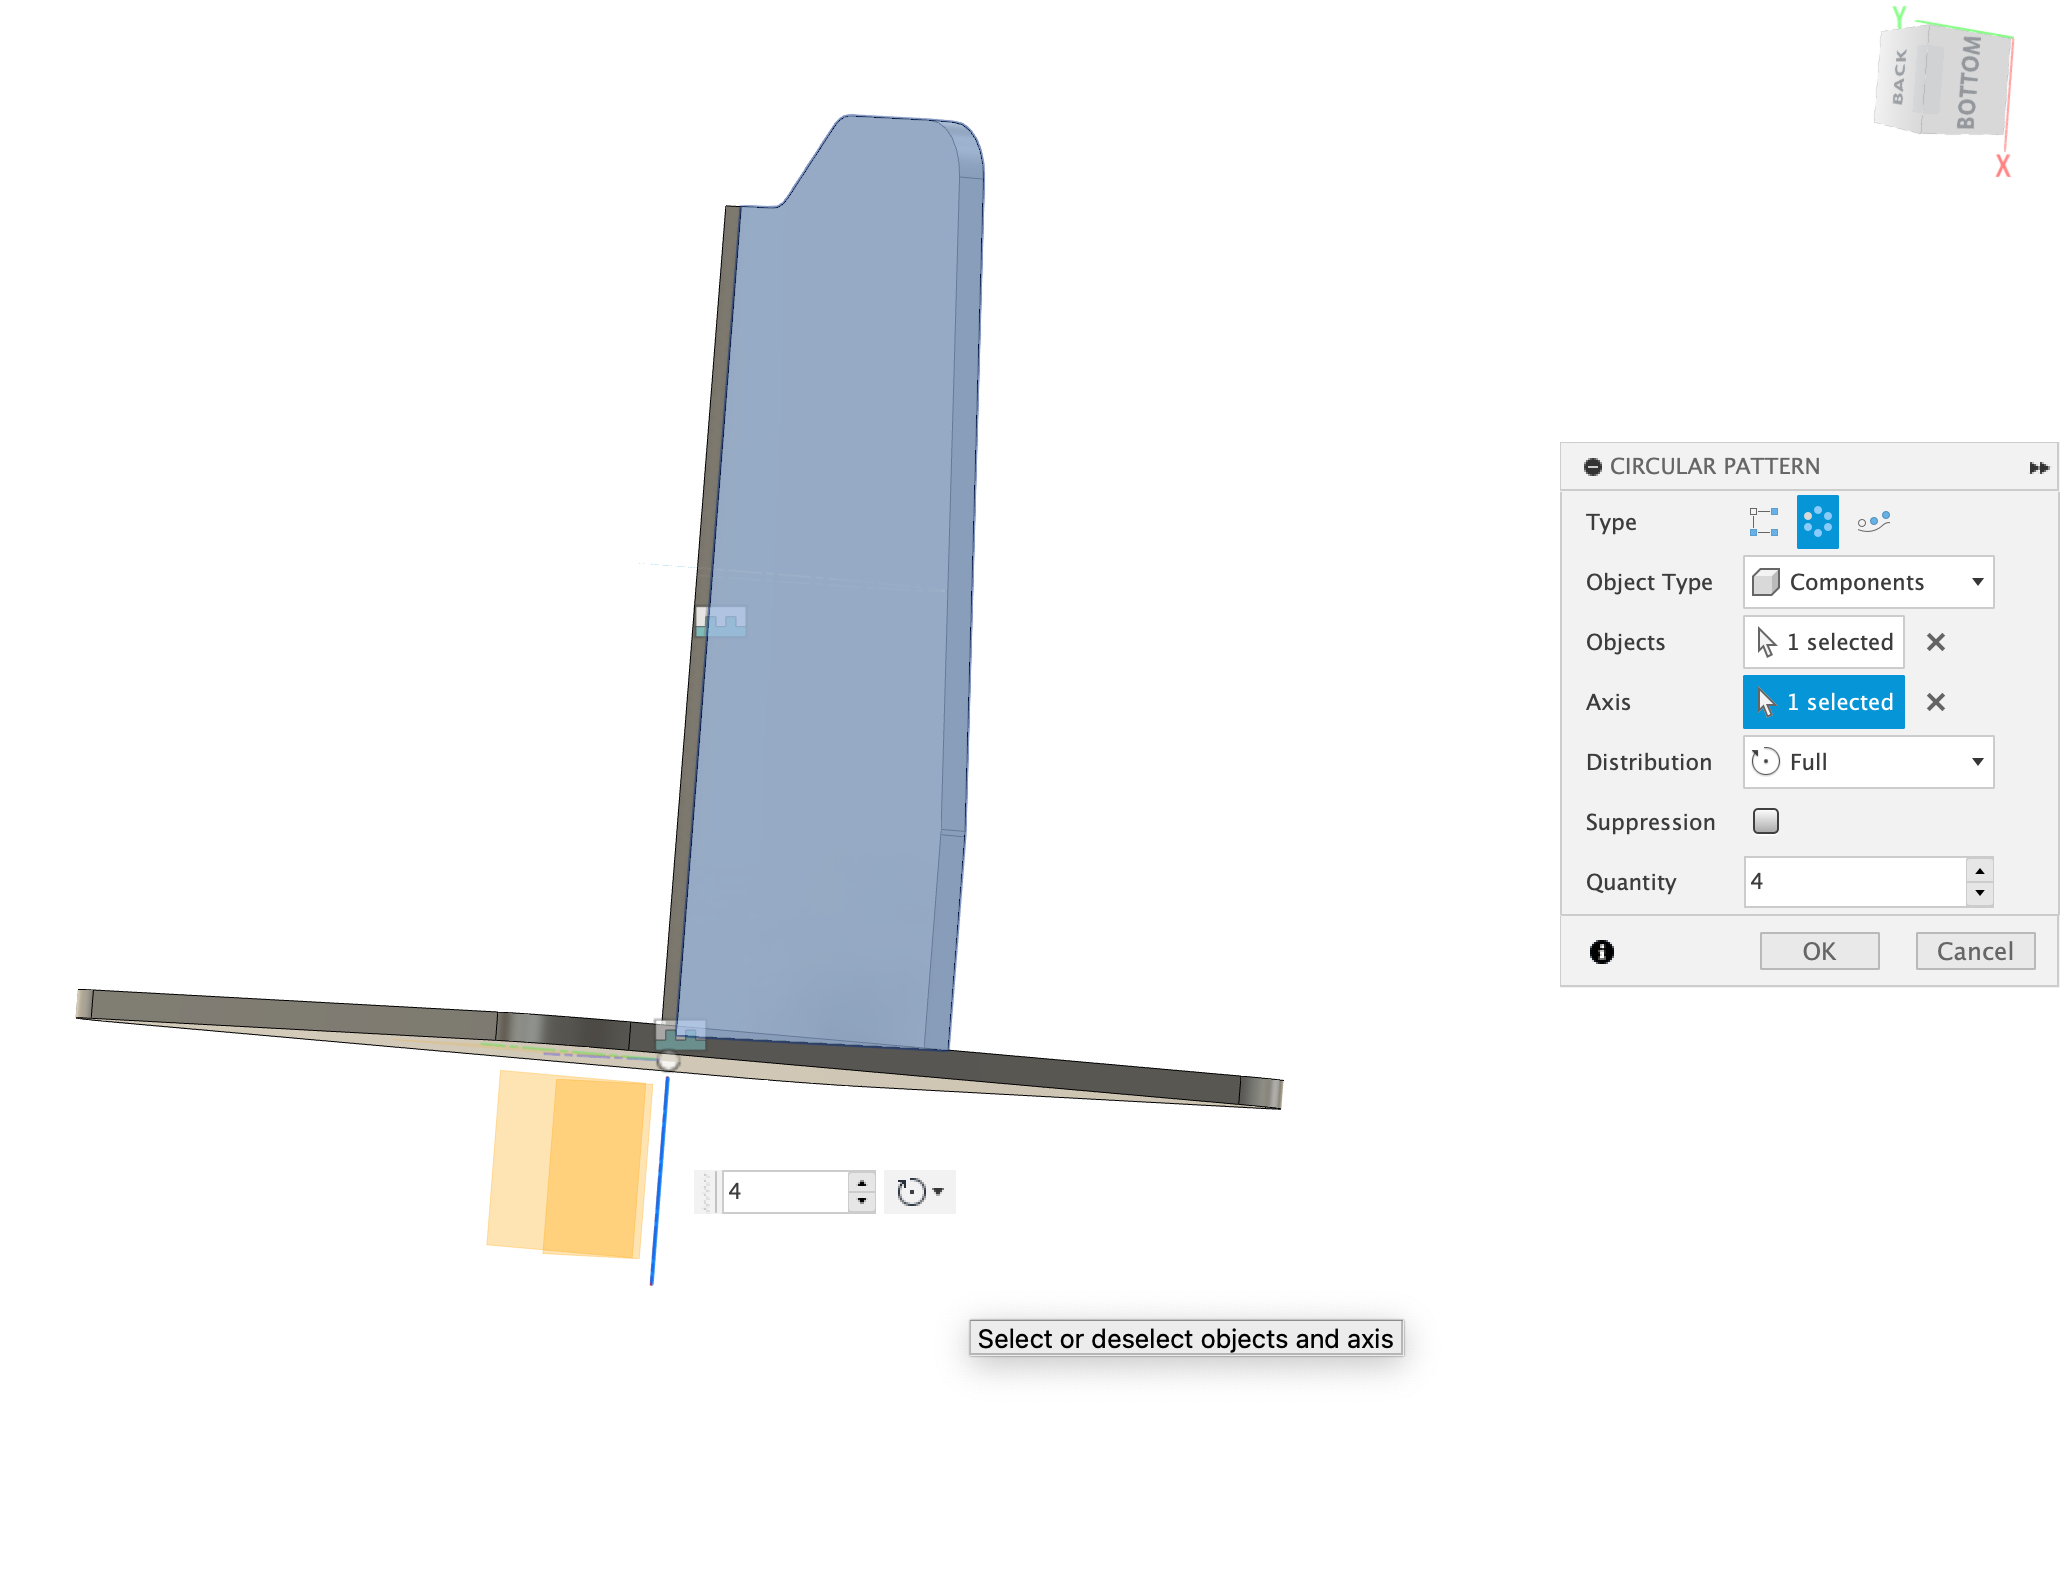 Y
BACK
BOTTOM
X
CIRCULAR PATTERN
Type
Object Type Components
Objects 1 selected
Axis 1 selected
Distribution Full
Suppression
Quantity 4
OK Cancel
4
Select or deselect objects and axis